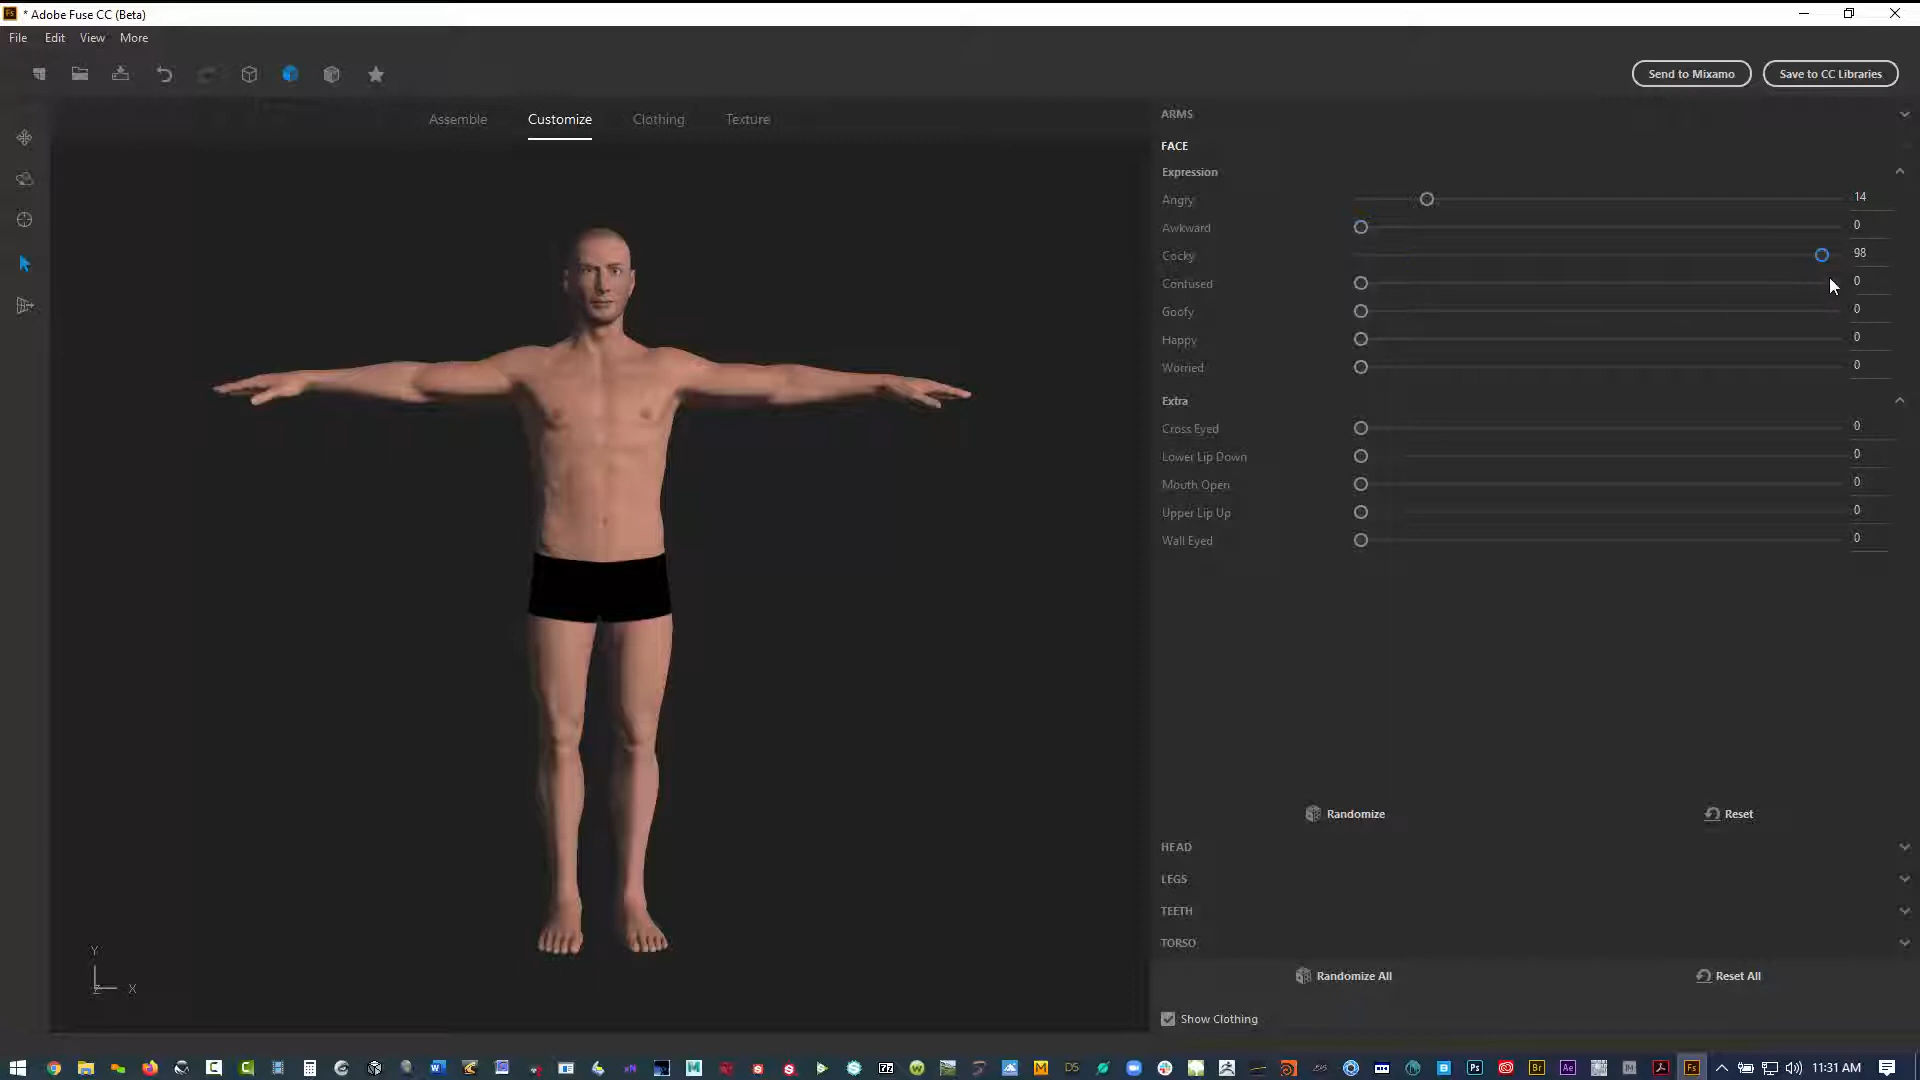 * Adobe Fuse CC (Beta)
File Edit View More
Send to Mixamo Save to CC Libraries
Assemble Customize Clothing Texture
ARMS
FACE
Expression
Angry 14
Awkward 0
Cocky 98
Confused 0
Goofy 0
Happy 0
Worried 0
Extra
Cross Eyed 0
Lower Lip Down 0
Mouth Open 0
Upper Lip Up 0
Wall Eyed 0
Randomize Reset
HEAD
LEGS
TEETH
TORSO
Randomize All Reset All
Show Clothing
Y
Z X
11:31 AM